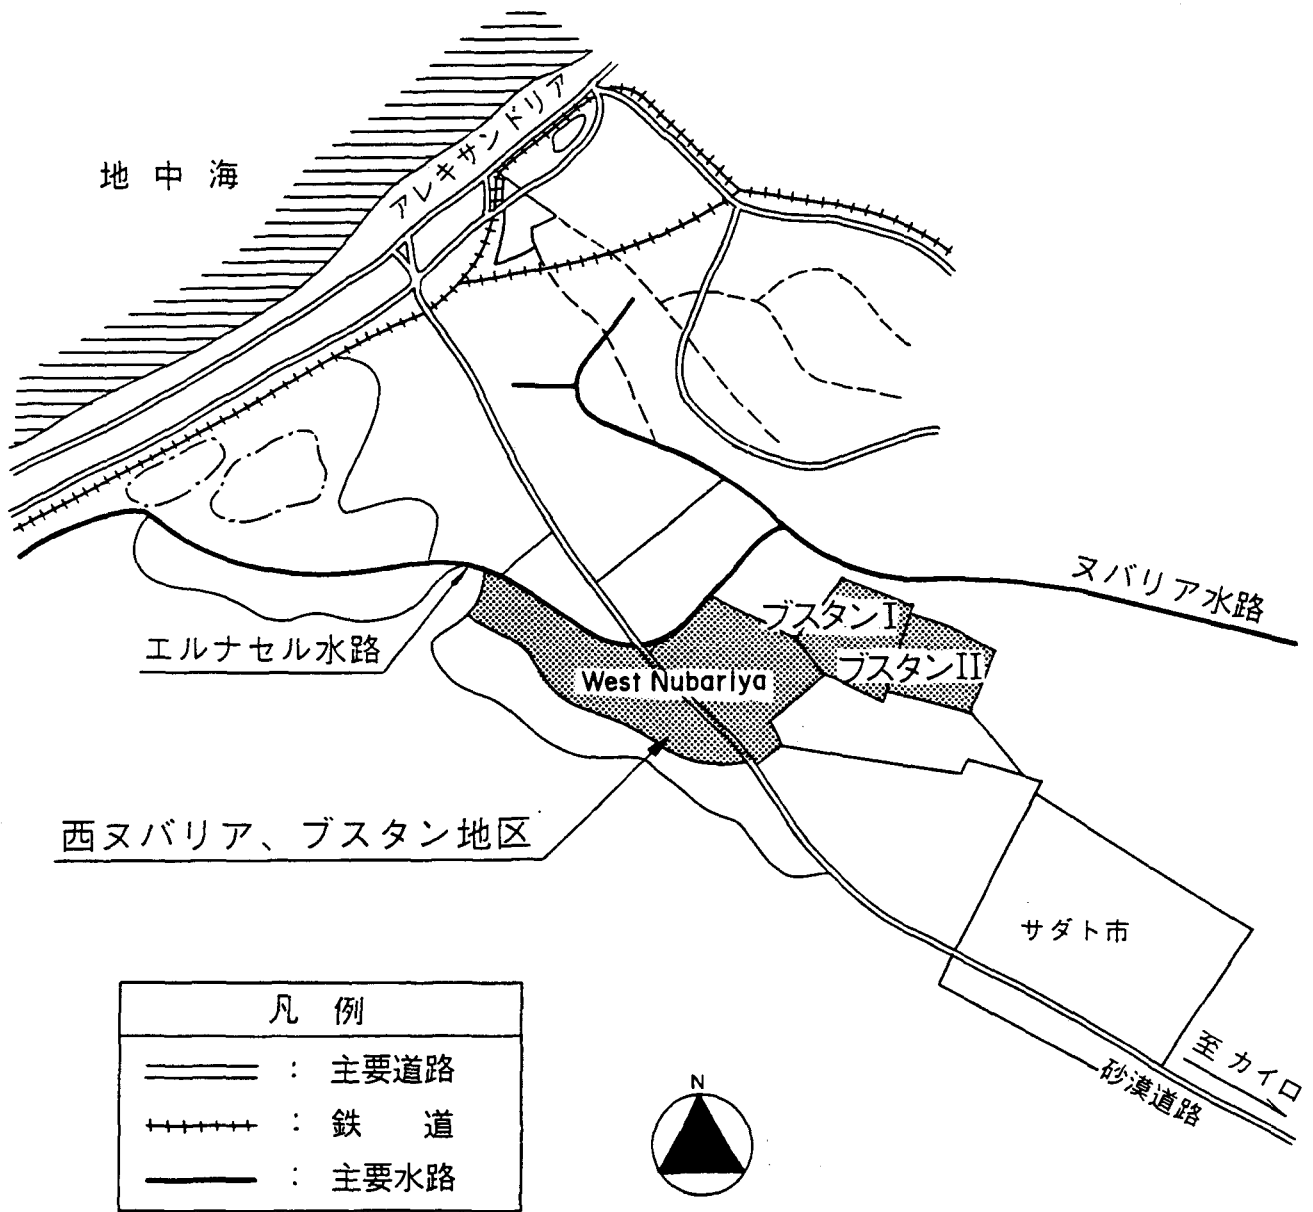 地中海
アレキサンドリア
ヌバリア水路
ブスタンI
ブスタンII
エルナセル水路
West Nubariya
西ヌバリア、ブスタン地区
サダト市
至カイロ
砂漠道路
凡例
: 主要道路
: 鉄道
: 主要水路
N